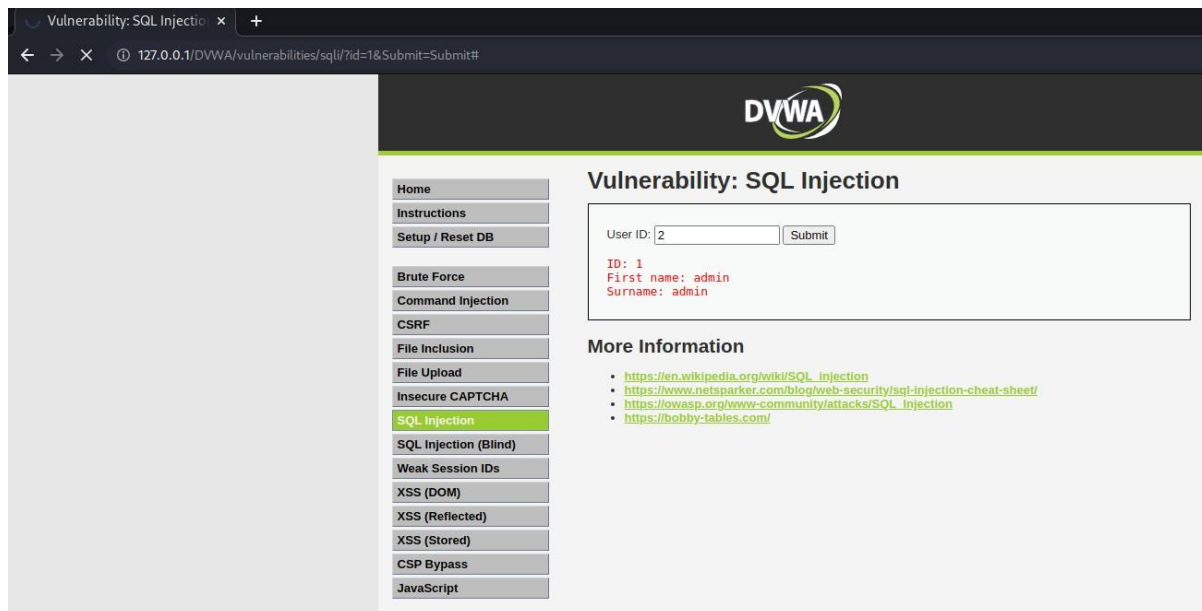 Vulnerability: SQL Injectio
127.0.0.1/DVWA/vulnerabilities/sqli/?id=1&Submit=Submit#
DVWA
Home
Instructions
Setup / Reset DB
Brute Force
Command Injection
CSRF
File Inclusion
File Upload
Insecure CAPTCHA
SQL Injection
SQL Injection (Blind)
Weak Session IDs
XSS (DOM)
XSS (Reflected)
XSS (Stored)
CSP Bypass
JavaScript
Vulnerability: SQL Injection
User ID: 2 Submit
ID: 1
First name: admin
Surname: admin
More Information
https://en.wikipedia.org/wiki/SQL_injection
https://www.netsparker.com/blog/web-security/sql-injection-cheat-sheet/
https://owasp.org/www-community/attacks/SQL_Injection
https://bobby-tables.com/